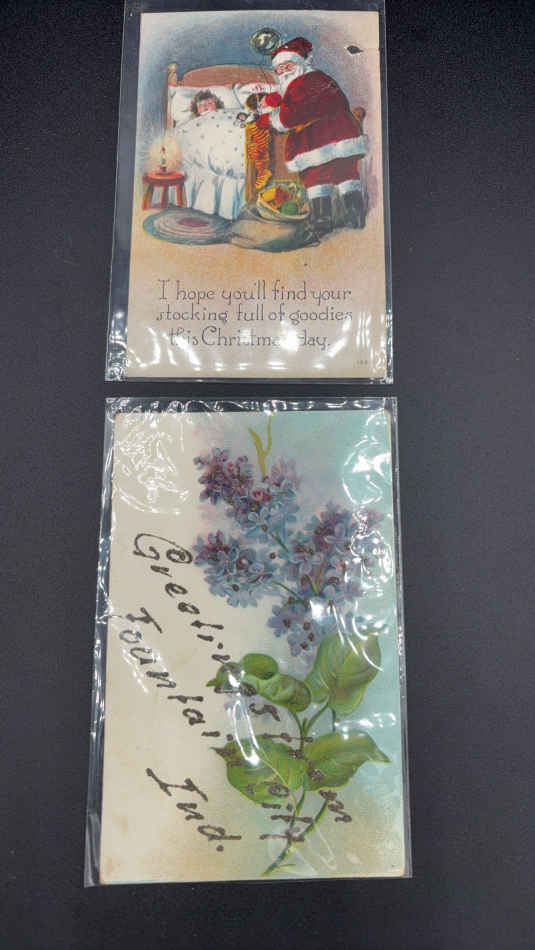 I hope you'll find your
stocking full of goodies
this Christmas day.
Greetings from
Fountain City
Ind.